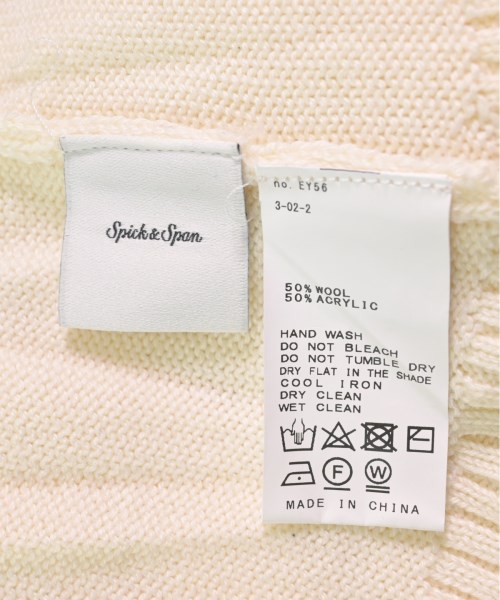 Spick & Span
no. EY56
3-02-2
50% WOOL
50% ACRYLIC
HAND WASH
DO NOT BLEACH
DO NOT TUMBLE DRY
DRY FLAT IN THE SHADE
COOL IRON
DRY CLEAN
WET CLEAN
F W
MADE IN CHINA